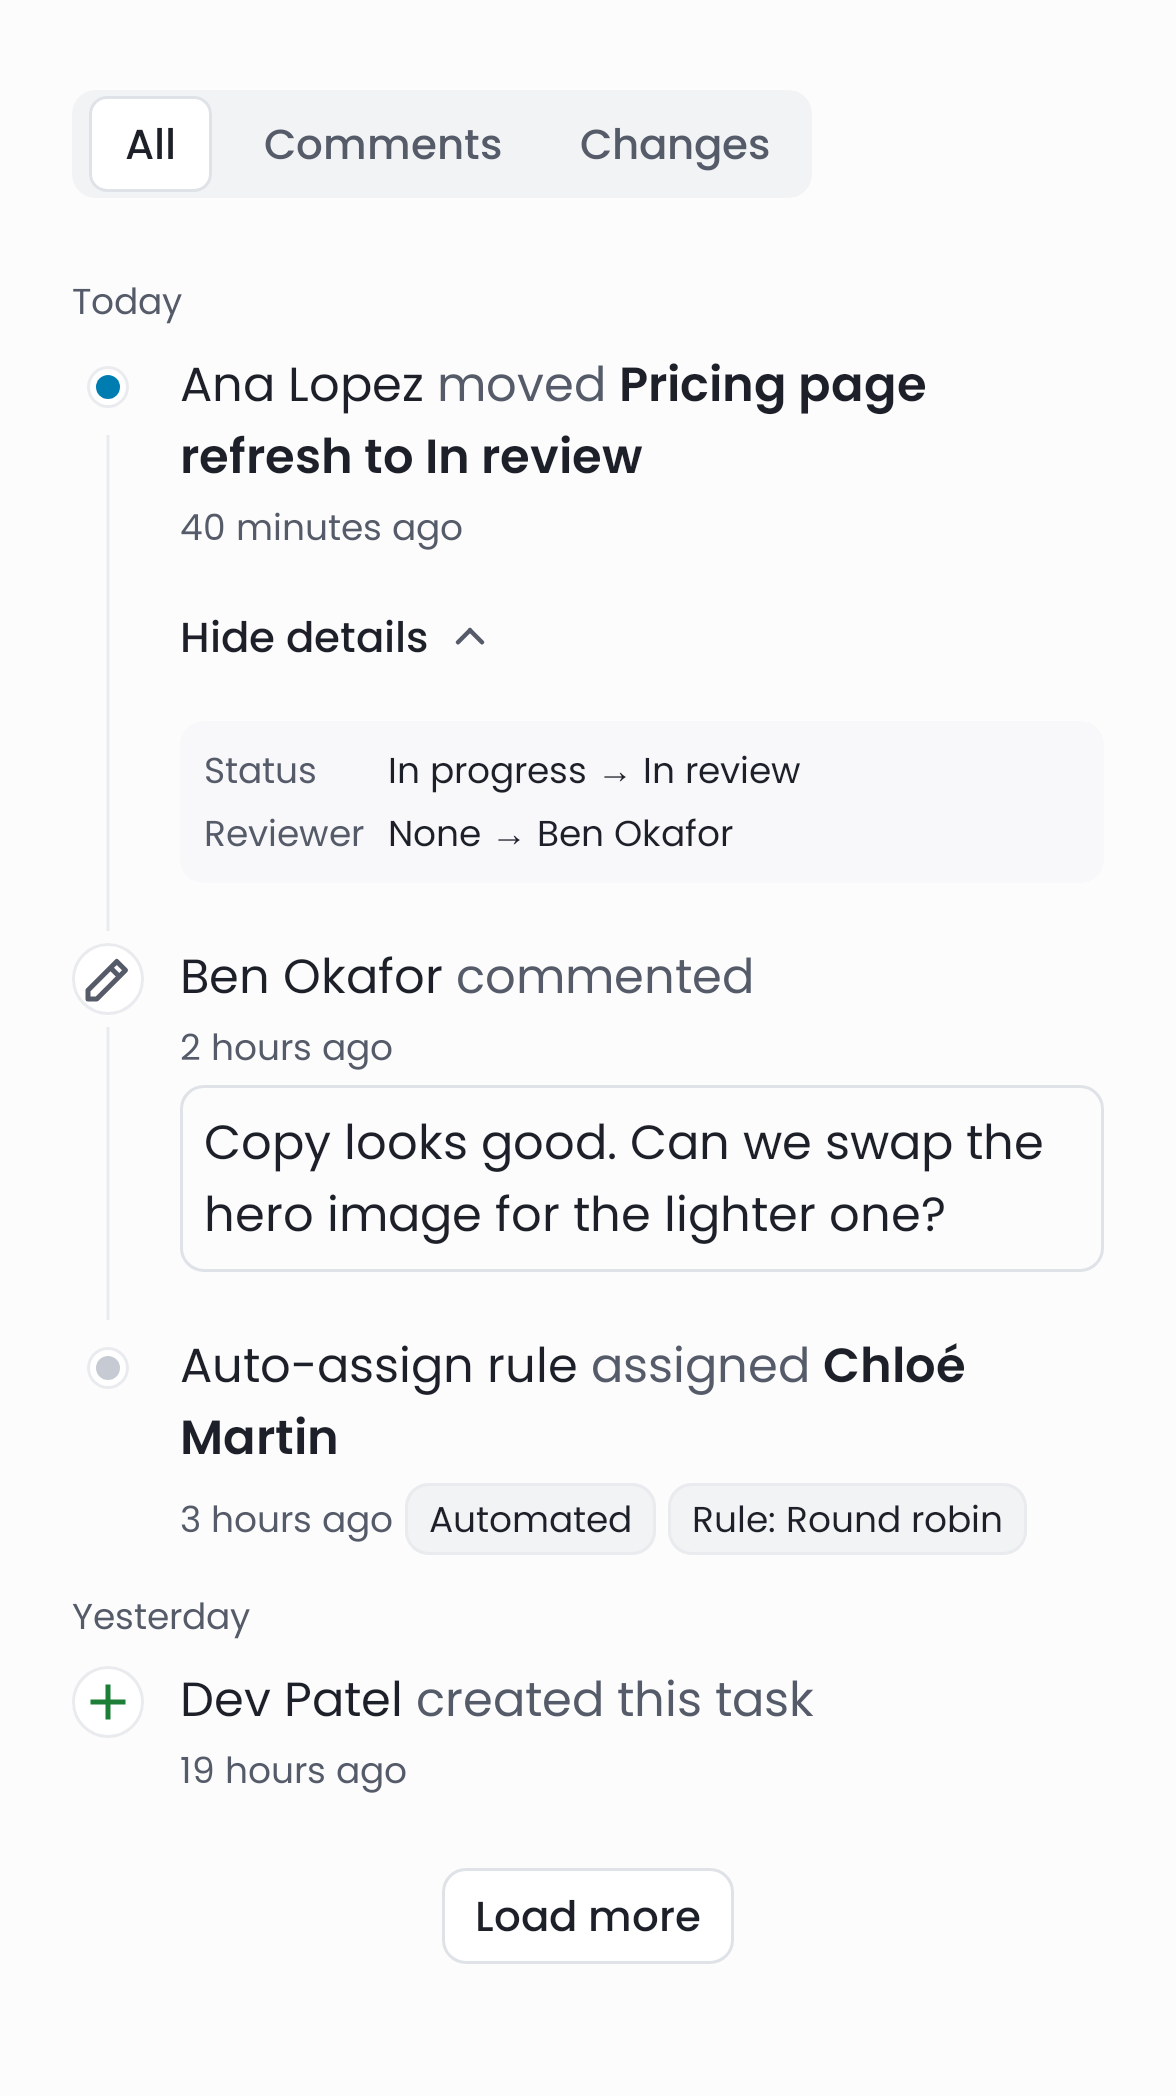 All Comments Changes
Today
Ana Lopez moved Pricing page
refresh to In review
40 minutes ago
Hide details
Status In progress → In review
Reviewer None → Ben Okafor
Ben Okafor commented
2 hours ago
Copy looks good. Can we swap the
hero image for the lighter one?
Auto-assign rule assigned Chloé
Martin
3 hours ago Automated Rule: Round robin
Yesterday
Dev Patel created this task
19 hours ago
Load more